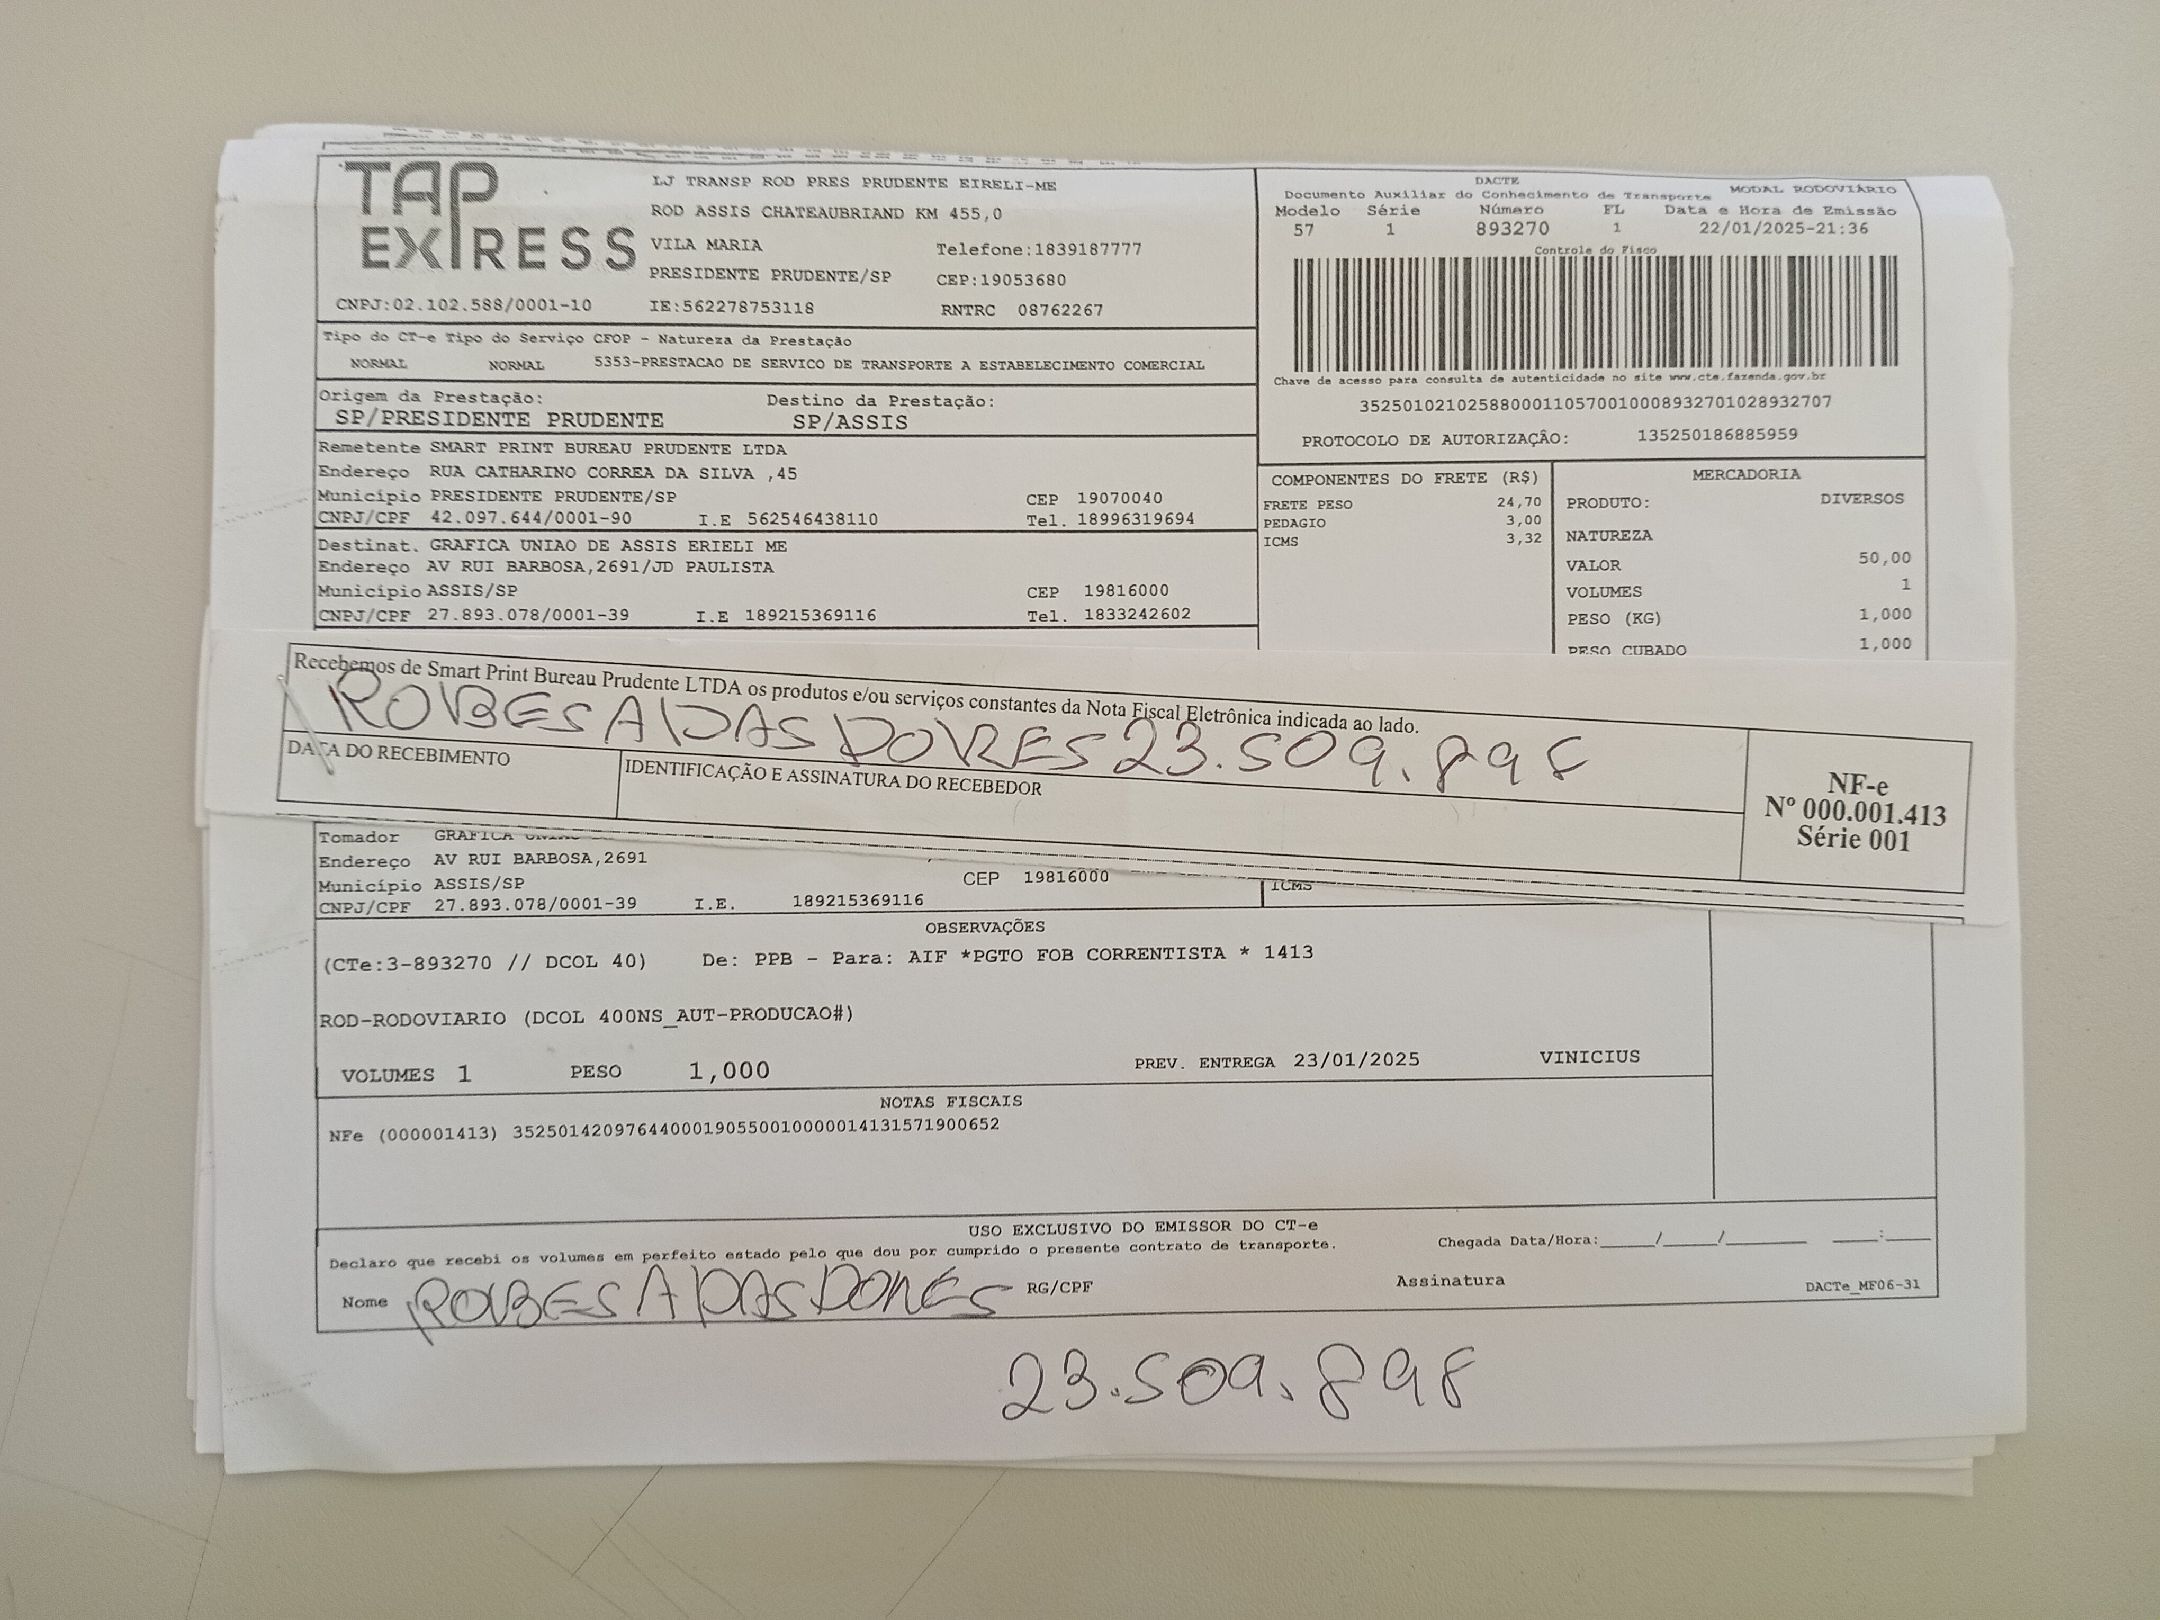 TAP EXPRESS
LJ TRANSP ROD PRES PRUDENTE EIRELI-ME
ROD ASSIS CHATEAUBRIAND KM 455,0
VILA MARIA Telefone:1839187777
PRESIDENTE PRUDENTE/SP CEP:19053680
CNPJ:02.102.588/0001-10 IE:562278753118 RNTRC 08762267
DACTE
Documento Auxiliar do Conhecimento de Transporte MODAL RODOVIÁRIO
Modelo Série Número FL Data e Hora de Emissão
57 1 893270 1 22/01/2025-21:36
Controle do Fisco
Chave de acesso para consulta de autenticidade no site www.cte.fazenda.gov.br
35250102102588000110570010008932701028932707
PROTOCOLO DE AUTORIZAÇÃO: 135250186885959
Tipo do CT-e Tipo do Serviço CFOP - Natureza da Prestação
NORMAL NORMAL 5353-PRESTACAO DE SERVICO DE TRANSPORTE A ESTABELECIMENTO COMERCIAL
Origem da Prestação: Destino da Prestação:
SP/PRESIDENTE PRUDENTE SP/ASSIS
Remetente SMART PRINT BUREAU PRUDENTE LTDA
Endereço RUA CATHARINO CORREA DA SILVA ,45
Município PRESIDENTE PRUDENTE/SP CEP 19070040
CNPJ/CPF 42.097.644/0001-90 I.E 562546438110 Tel. 18996319694
Destinat. GRAFICA UNIAO DE ASSIS ERIELI ME
Endereço AV RUI BARBOSA,2691/JD PAULISTA
Município ASSIS/SP CEP 19816000
CNPJ/CPF 27.893.078/0001-39 I.E 189215369116 Tel. 1833242602
COMPONENTES DO FRETE (R$)
FRETE PESO 24,70
PEDAGIO 3,00
ICMS 3,32
MERCADORIA
PRODUTO: DIVERSOS
NATUREZA
VALOR 50,00
VOLUMES 1
PESO (KG) 1,000
PESO CUBADO 1,000
Recebemos de Smart Print Bureau Prudente LTDA os produtos e/ou serviços constantes da Nota Fiscal Eletrônica indicada ao lado.
ROBESA DAS DORES 23.509.898
DATA DO RECEBIMENTO
IDENTIFICAÇÃO E ASSINATURA DO RECEBEDOR
NF-e
Nº 000.001.413
Série 001
Tomador GRAFICA
Endereço AV RUI BARBOSA,2691
Município ASSIS/SP CEP 19816000
CNPJ/CPF 27.893.078/0001-39 I.E. 189215369116
ICMS
OBSERVAÇÕES
(CTe:3-893270 // DCOL 40) De: PPB - Para: AIF *PGTO FOB CORRENTISTA * 1413
ROD-RODOVIARIO (DCOL 400NS_AUT-PRODUCAO#)
VOLUMES 1 PESO 1,000 PREV. ENTREGA 23/01/2025 VINICIUS
NOTAS FISCAIS
NFe (000001413) 35250142097644000190550010000014131571900652
USO EXCLUSIVO DO EMISSOR DO CT-e
Declaro que recebi os volumes em perfeito estado pelo que dou por cumprido o presente contrato de transporte. Chegada Data/Hora:____/____/______ ____:____
Nome ROBESA DAS DORES RG/CPF Assinatura DACTe_MF06-31
23.509.898